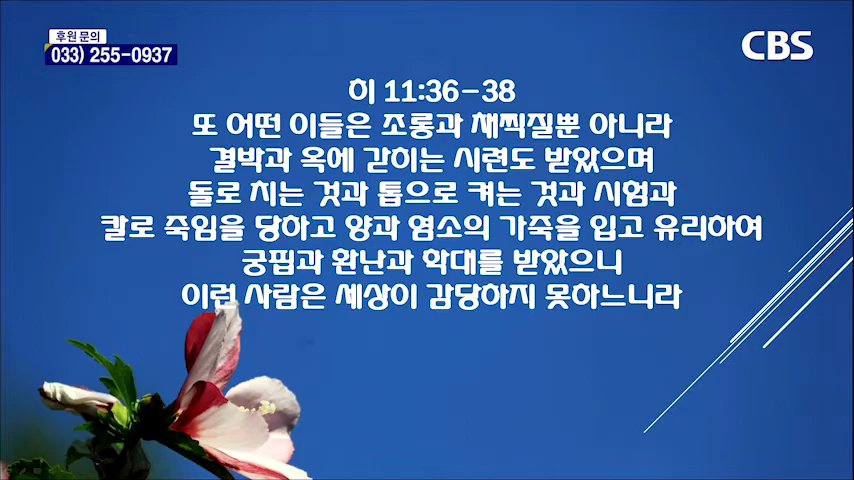 후원 문의
033) 255-0937
CBS
히 11:36-38
또 어떤 이들은 조롱과 채찍질뿐 아니라
결박과 옥에 갇히는 시련도 받았으며
돌로 치는 것과 톱으로 켜는 것과 시험과
칼로 죽임을 당하고 양과 염소의 가죽을 입고 유리하여
궁핍과 환난과 학대를 받았으니
이런 사람은 세상이 감당하지 못하느니라